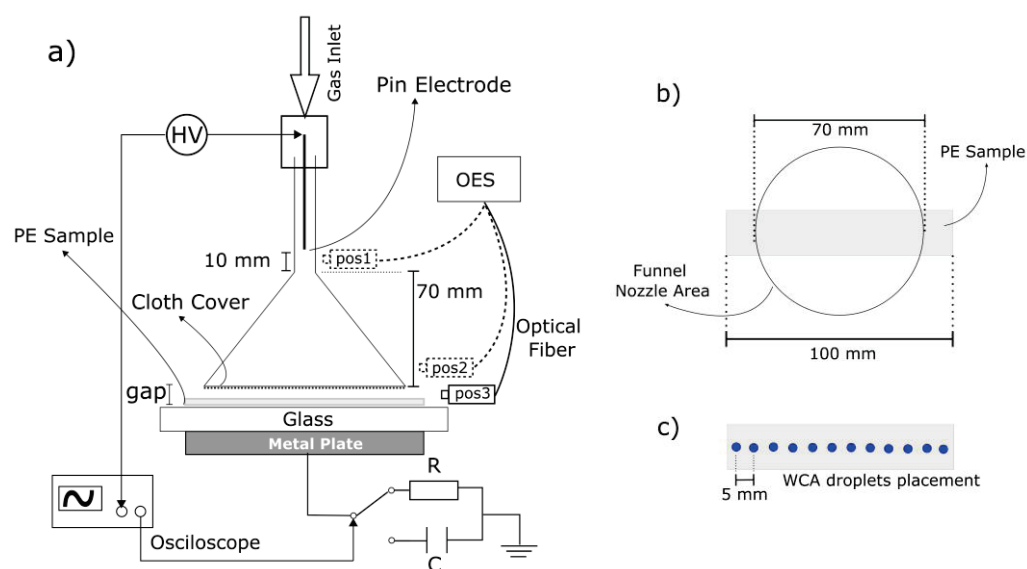 a)
Gas Inlet
Pin Electrode
HV
OES
PE Sample
10 mm
pos1
Cloth Cover
70 mm
Optical
Fiber
pos2
gap
pos3
Glass
Metal Plate
R
C
Osciloscope
b)
70 mm
PE Sample
Funnel
Nozzle Area
100 mm
c)
WCA droplets placement
5 mm